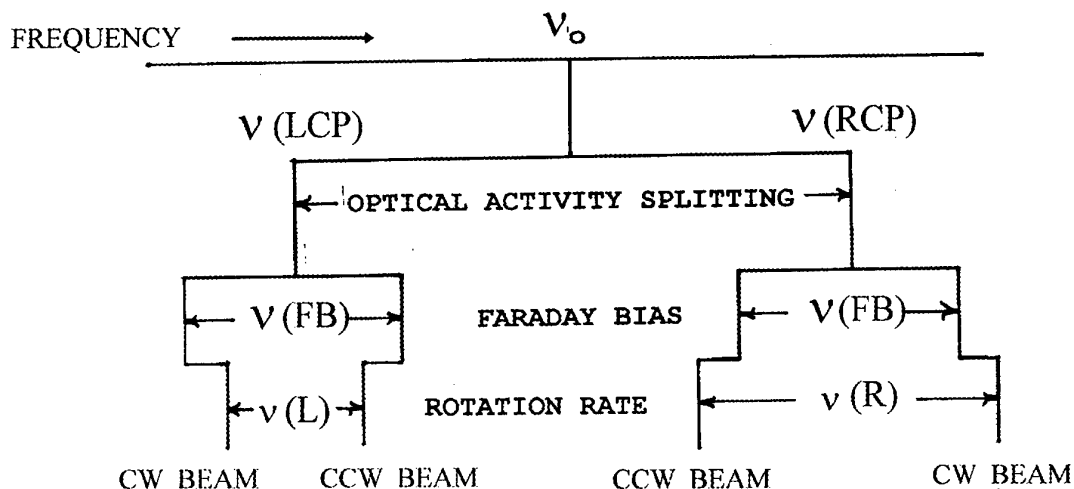 FREQUENCY
ν₀
ν (LCP)
ν (RCP)
OPTICAL ACTIVITY SPLITTING
ν (FB)
FARADAY BIAS
ν (FB)
ν (L)
ROTATION RATE
ν (R)
CW BEAM
CCW BEAM
CCW BEAM
CW BEAM